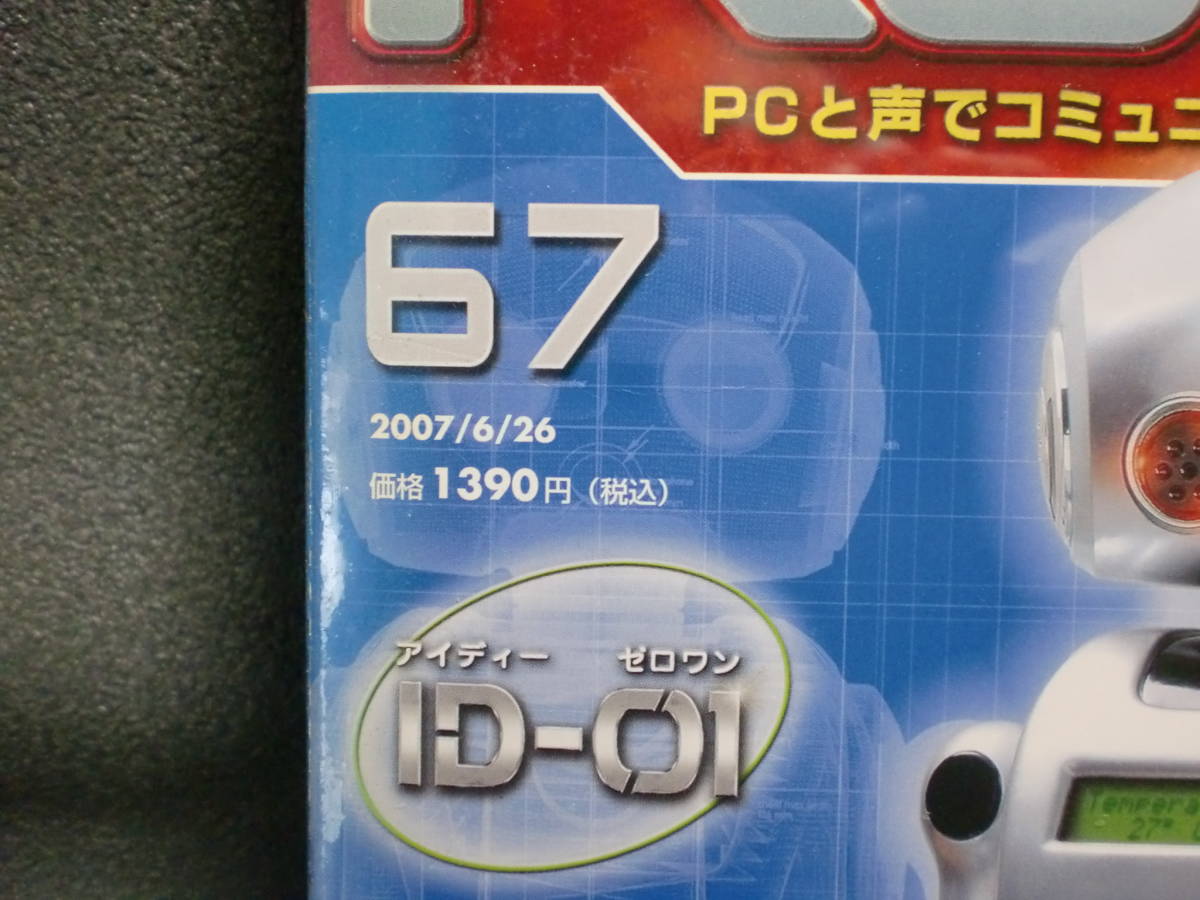 PCと声でコミュニ
67
2007/6/26
価格1390円（税込）
アイディー ゼロワン
ID-01
27°